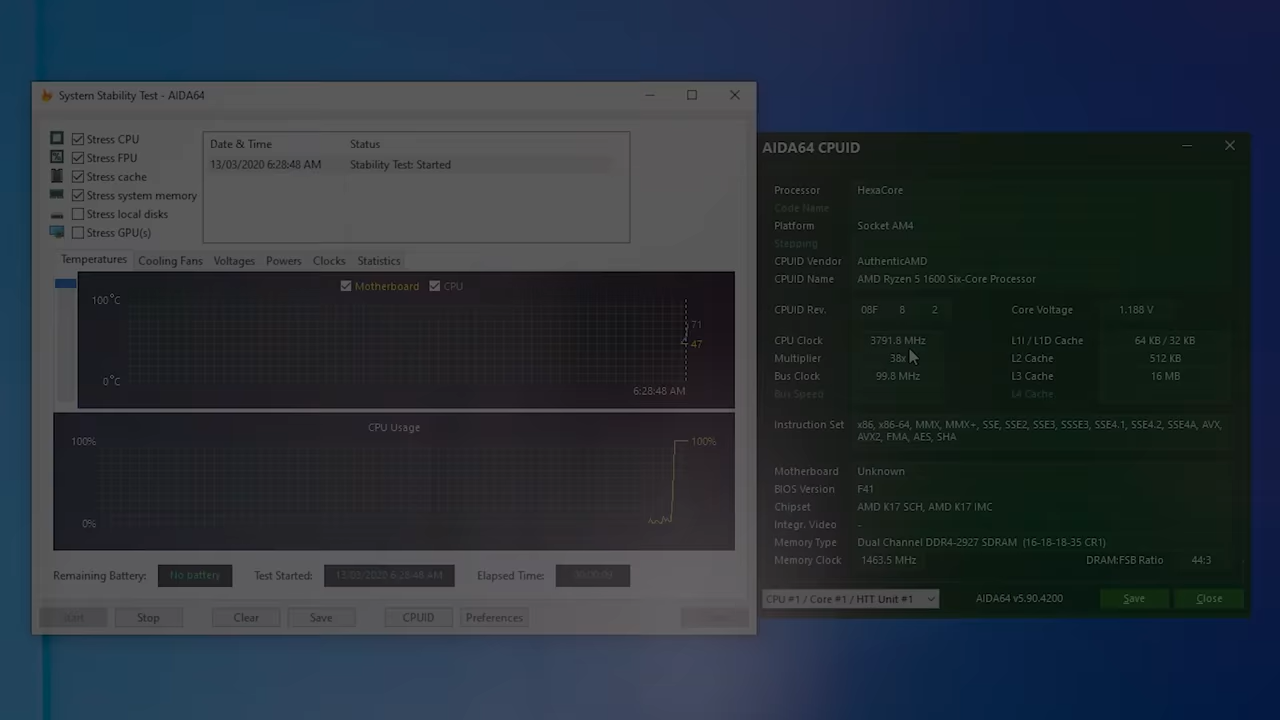 System Stability Test - AIDA64
Stress CPU
Stress FPU
Stress cache
Stress system memory
Stress local disks
Stress GPU(s)
Date & Time Status
13/03/2020 6:28:48 AM Stability Test: Started
Temperatures Cooling Fans Voltages Powers Clocks Statistics
Motherboard CPU
100°C
71
47
0°C
6:28:48 AM
CPU Usage
100% 100%
0%
Remaining Battery: No battery Test Started: 13/03/2020 6:28:48 AM Elapsed Time:
Start Stop Clear Save CPUID Preferences
AIDA64 CPUID
Processor HexaCore
Code Name
Platform Socket AM4
Stepping
CPUID Vendor AuthenticAMD
CPUID Name AMD Ryzen 5 1600 Six-Core Processor
CPUID Rev. 08F 8 2 Core Voltage 1.188 V
CPU Clock 3791.8 MHz L1I / L1D Cache 64 KB / 32 KB
Multiplier 38x L2 Cache 512 KB
Bus Clock 99.8 MHz L3 Cache 16 MB
Bus Speed L4 Cache
Instruction Set x86, x86-64, MMX, MMX+, SSE, SSE2, SSE3, SSSE3, SSE4.1, SSE4.2, SSE4A, AVX,
AVX2, FMA, AES, SHA
Motherboard Unknown
BIOS Version F41
Chipset AMD K17 SCH, AMD K17 IMC
Integr. Video -
Memory Type Dual Channel DDR4-2927 SDRAM (16-18-18-35 CR1)
Memory Clock 1463.5 MHz DRAM:FSB Ratio 44:3
CPU #1 / Core #1 / HTT Unit #1 AIDA64 v5.90.4200 Save Close